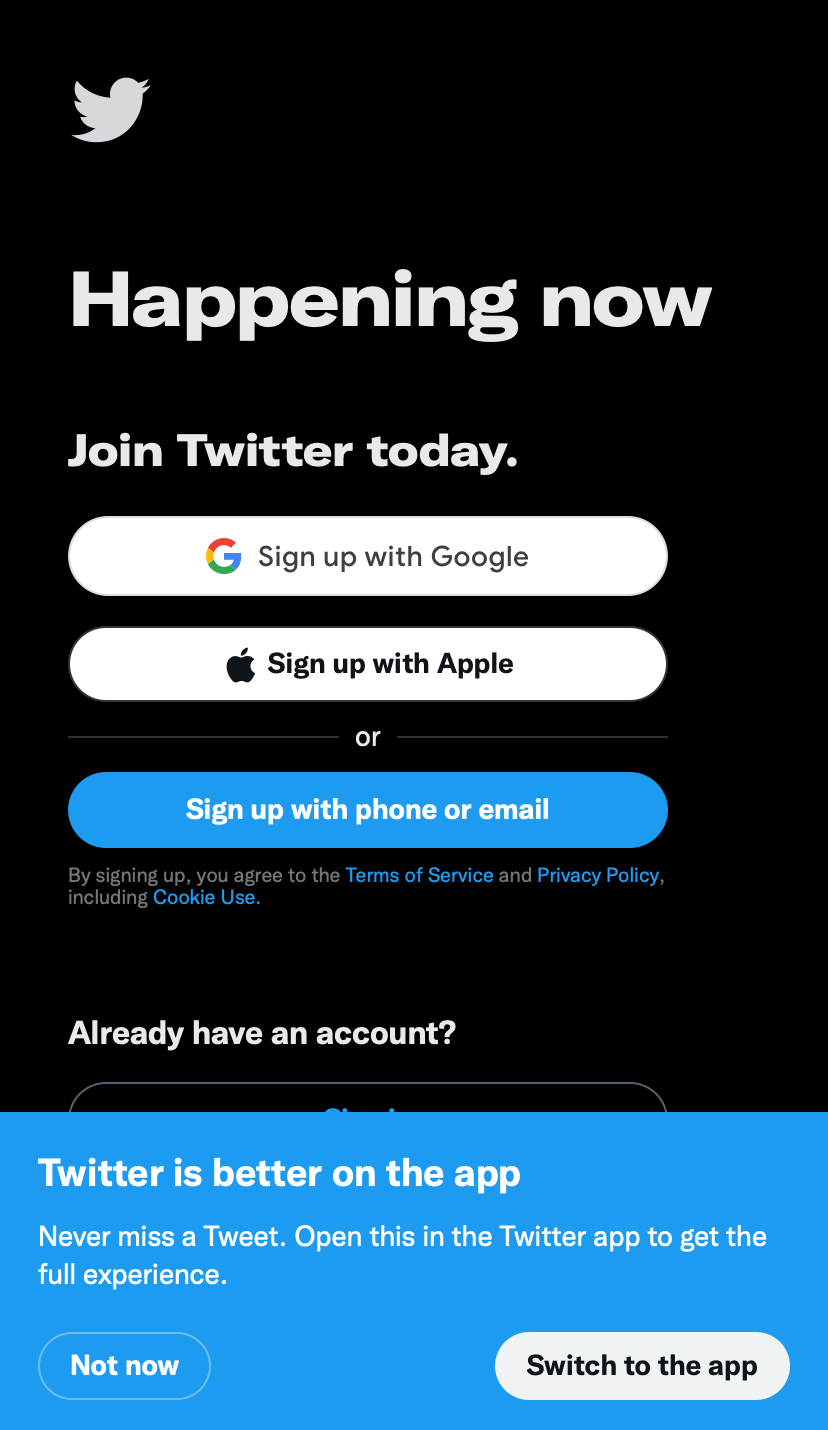 Happening now
Join Twitter today.
Sign up with Google
Sign up with Apple
or
Sign up with phone or email
By signing up, you agree to the Terms of Service and Privacy Policy,
including Cookie Use.
Already have an account?
Twitter is better on the app
Never miss a Tweet. Open this in the Twitter app to get the
full experience.
Not now
Switch to the app